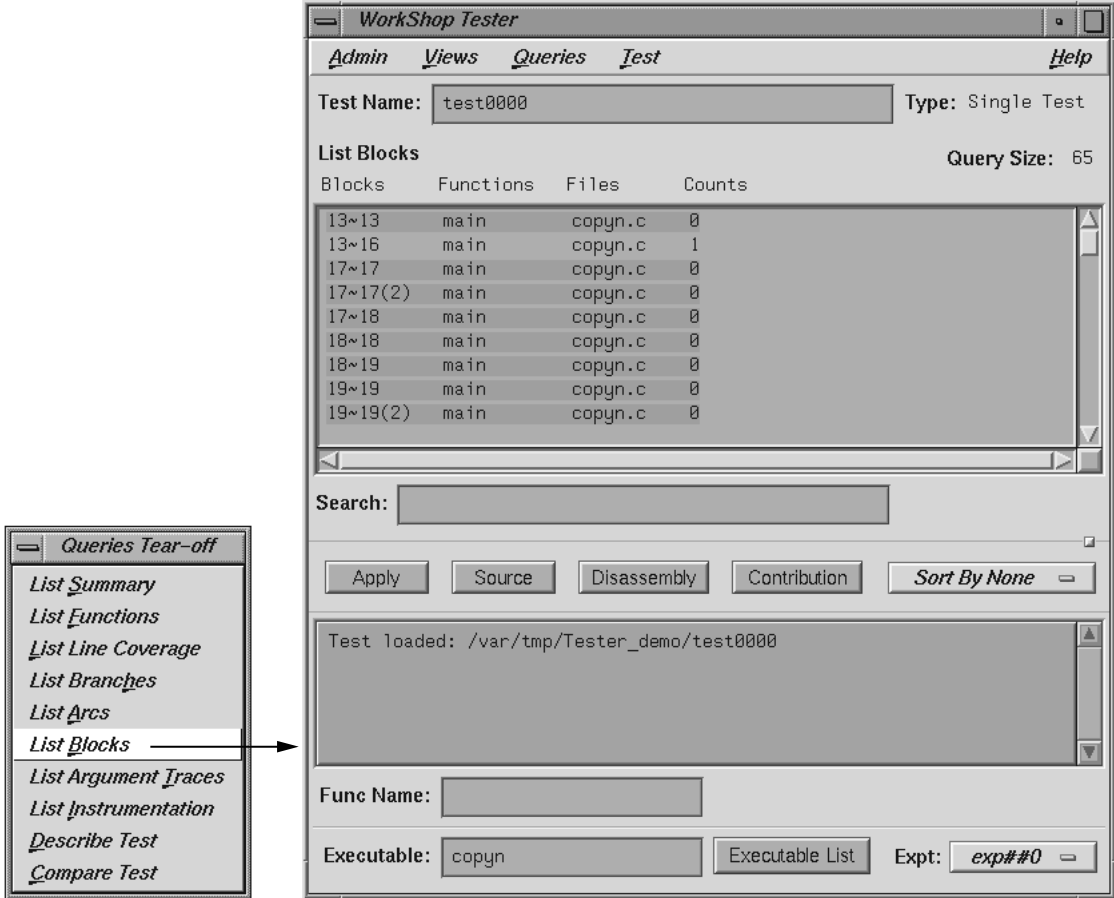 WorkShop Tester
Admin Views Queries Test Help
Test Name: test0000 Type: Single Test
List Blocks Query Size: 65
Blocks Functions Files Counts
13~13 main copyn.c 0
13~16 main copyn.c 1
17~17 main copyn.c 0
17~17(2) main copyn.c 0
17~18 main copyn.c 0
18~18 main copyn.c 0
18~19 main copyn.c 0
19~19 main copyn.c 0
19~19(2) main copyn.c 0
Search:
Apply Source Disassembly Contribution Sort By None
Test loaded: /var/tmp/Tester_demo/test0000
Func Name:
Executable: copyn Executable List Expt: exp##0
Queries Tear-off
List Summary
List Functions
List Line Coverage
List Branches
List Arcs
List Blocks
List Argument Traces
List Instrumentation
Describe Test
Compare Test